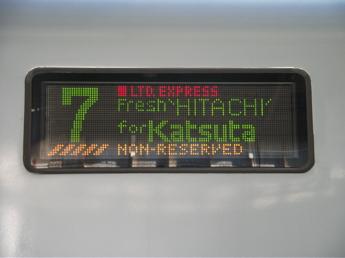 7
LTD. EXPRESS
Fresh "HITACHI"
for Katsuta
NON-RESERVED